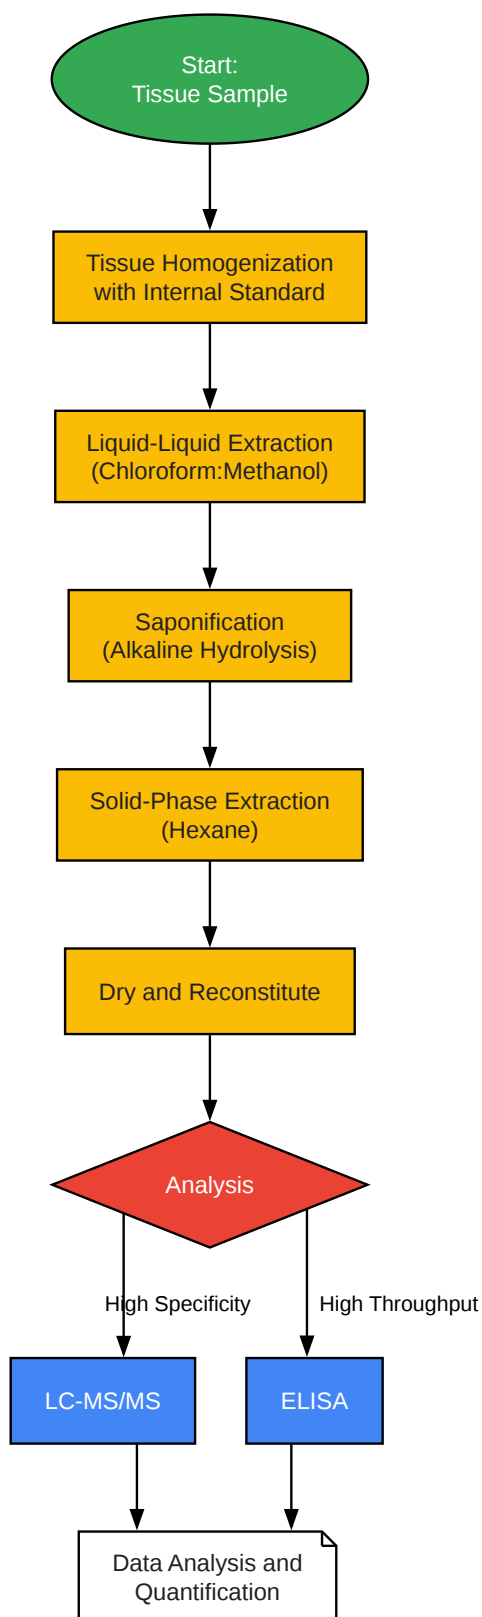 Start:
Tissue Sample
Tissue Homogenization
with Internal Standard
Liquid-Liquid Extraction
(Chloroform:Methanol)
Saponification
(Alkaline Hydrolysis)
Solid-Phase Extraction
(Hexane)
Dry and Reconstitute
Analysis
High Specificity
High Throughput
LC-MS/MS
ELISA
Data Analysis and
Quantification